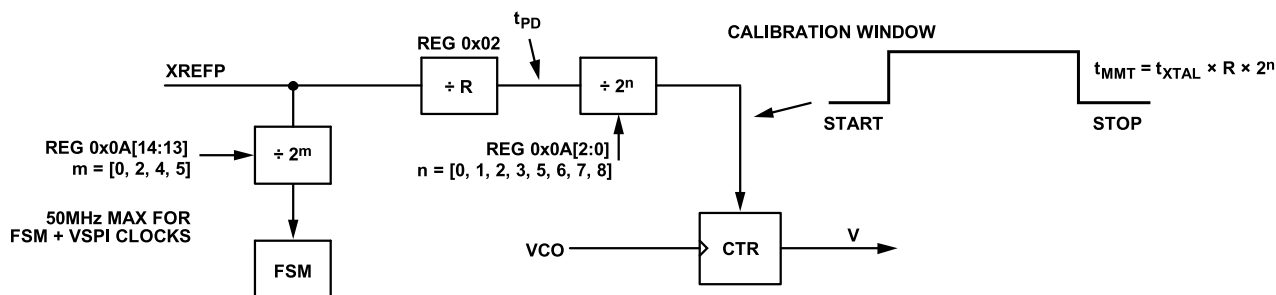 tPD
CALIBRATION WINDOW
REG 0x02
XREFP
÷ R
÷ 2ⁿ
tMMT = tXTAL × R × 2ⁿ
START
STOP
REG 0x0A[14:13]
m = [0, 2, 4, 5]
÷ 2ᵐ
REG 0x0A[2:0]
n = [0, 1, 2, 3, 5, 6, 7, 8]
50MHz MAX FOR
FSM + VSPI CLOCKS
FSM
VCO
CTR
V